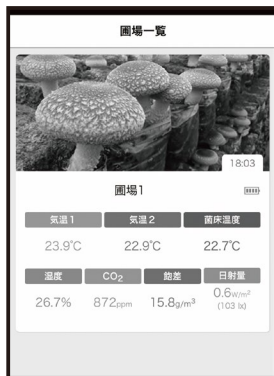 圃場一覧
18:03
圃場1
気温1 気温2 菌床温度
23.9℃ 22.9℃ 22.7℃
湿度 CO₂ 飽差 日射量
26.7% 872ppm 15.8g/m³ 0.6W/m²
(103 lx)